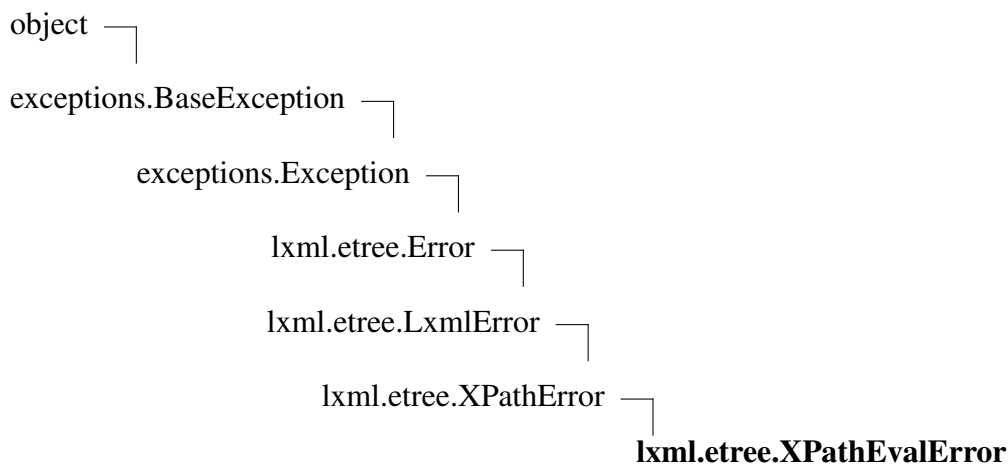 object
exceptions.BaseException
exceptions.Exception
lxml.etree.Error
lxml.etree.LxmlError
lxml.etree.XPathError
lxml.etree.XPathEvalError